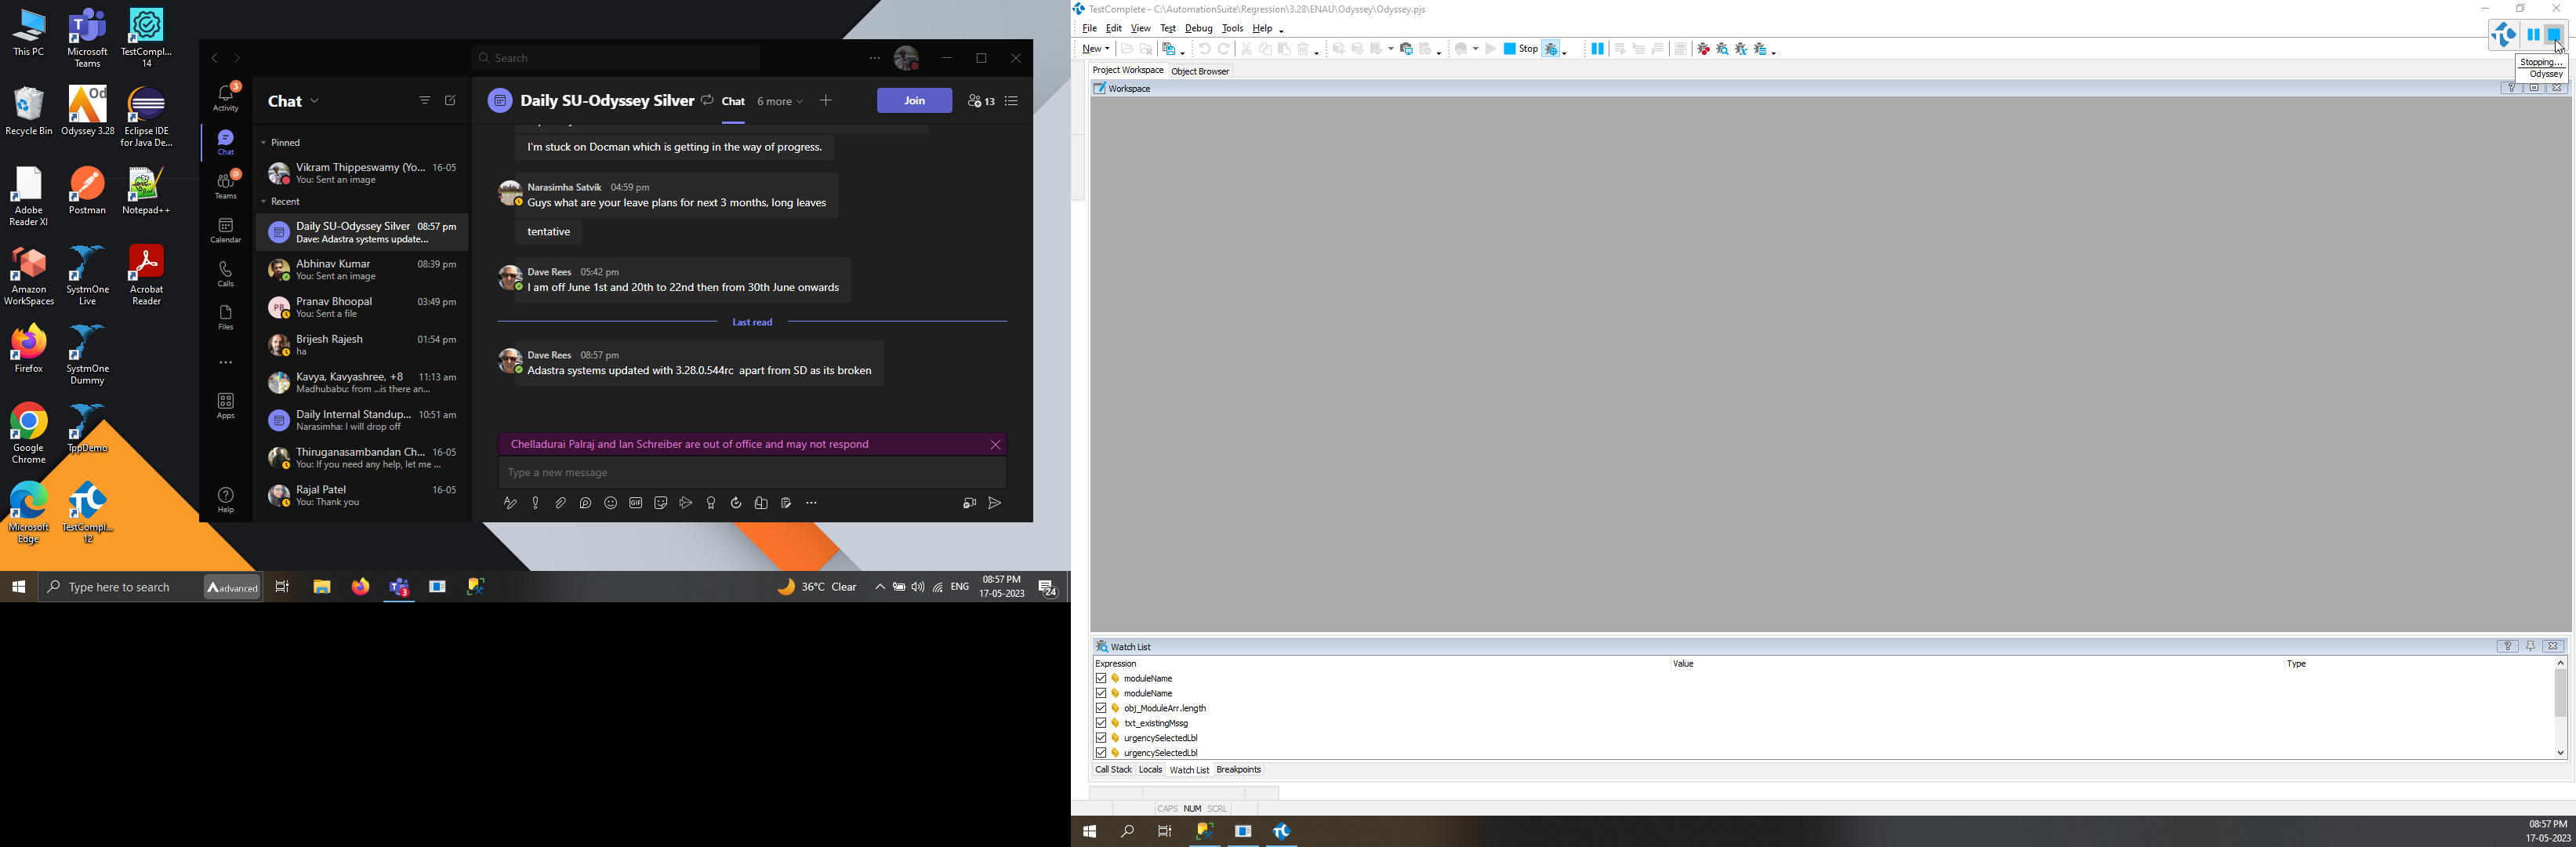 This PC
Microsoft Teams
TestCompl... 14
Recycle Bin
Odyssey 3.28
Eclipse IDE for Java De...
Adobe Reader XI
Postman
Notepad++
Amazon WorkSpaces
SystmOne Live
Acrobat Reader
Firefox
SystmOne Dummy
Google Chrome
TppDemo
Microsoft Edge
TestCompl... 12
Search
Activity
3
Chat
Teams
Calendar
Calls
Files
Apps
Help
Chat
Pinned
Vikram Thippeswamy (Yo... 16-05
You: Sent an image
Recent
Daily SU-Odyssey Silver 08:57 pm
Dave: Adastra systems update...
Abhinav Kumar 08:39 pm
You: Sent an image
PB
Pranav Bhoopal 03:49 pm
You: Sent a file
Brijesh Rajesh 01:54 pm
ha
Kavya, Kavyashree, +8 11:13 am
Madhubabu: from ...is there an...
Daily Internal Standup... 10:51 am
Narasimha: I will drop off
Thiruganasambandan Ch... 16-05
You: If you need any help, let me ...
Rajal Patel 16-05
You: Thank you
Daily SU-Odyssey Silver Chat 6 more Join 13
I'm stuck on Docman which is getting in the way of progress.
Narasimha Satvik 04:59 pm
Guys what are your leave plans for next 3 months, long leaves
tentative
Dave Rees 05:42 pm
I am off June 1st and 20th to 22nd then from 30th June onwards
Last read
Dave Rees 08:57 pm
Adastra systems updated with 3.28.0.544rc apart from SD as its broken
Chelladurai Palraj and Ian Schreiber are out of office and may not respond
Type a new message
GIF
Type here to search
advanced
3
36°C Clear
ENG
08:57 PM
17-05-2023
24
TestComplete - C:\AutomationSuite\Regression\3.28\ENAU\Odyssey\Odyssey.pjs
File Edit View Test Debug Tools Help
New
Stop
Stopping...
Odyssey
Project Workspace Object Browser
Workspace
Watch List
Expression Value Type
moduleName
moduleName
obj_ModuleArr.length
txt_existingMssg
urgencySelectedLbl
urgencySelectedLbl
Call Stack Locals Watch List Breakpoints
CAPS NUM SCRL
08:57 PM
17-05-2023